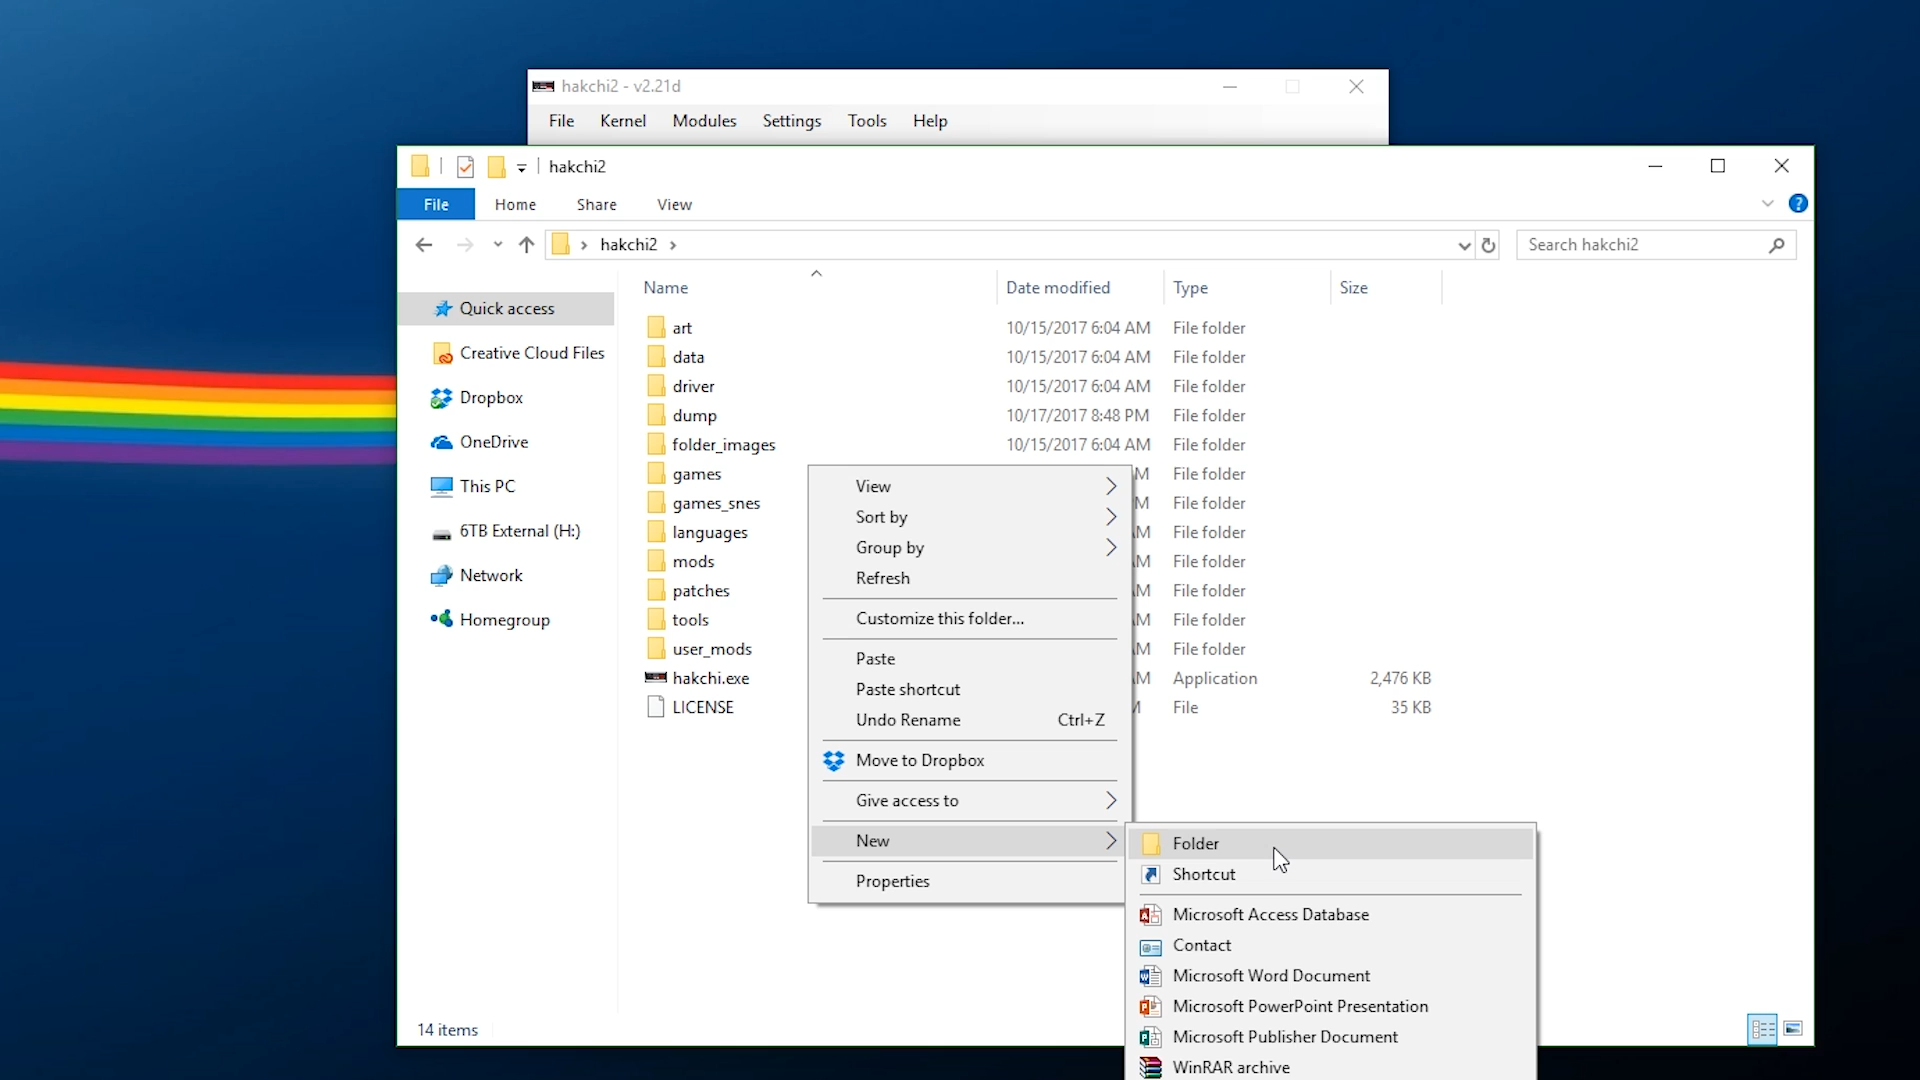 hakchi2 - v2.21d
File Kernel Modules Settings Tools Help
hakchi2
File Home Share View
hakchi2 Search hakchi2
Name Date modified Type Size
Quick access
Creative Cloud Files
Dropbox
OneDrive
This PC
6TB External (H:)
Network
Homegroup
art 10/15/2017 6:04 AM File folder
data 10/15/2017 6:04 AM File folder
driver 10/15/2017 6:04 AM File folder
dump 10/17/2017 8:48 PM File folder
folder_images 10/15/2017 6:04 AM File folder
games M File folder
games_snes M File folder
languages M File folder
mods M File folder
patches M File folder
tools M File folder
user_mods M File folder
hakchi.exe M Application 2,476 KB
LICENSE File 35 KB
View
Sort by
Group by
Refresh
Customize this folder...
Paste
Paste shortcut
Undo Rename Ctrl+Z
Move to Dropbox
Give access to
New
Properties
Folder
Shortcut
Microsoft Access Database
Contact
Microsoft Word Document
Microsoft PowerPoint Presentation
Microsoft Publisher Document
WinRAR archive
14 items